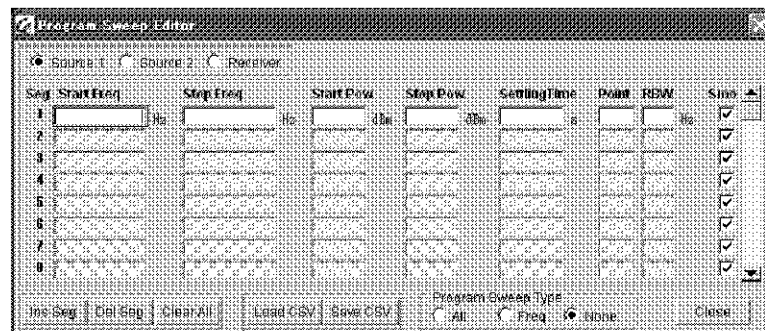 Program Sweep Editor
Source 1 Source 2 Receiver
Seg Start Freq Stop Freq Start Pow Stop Pow SettlingTime Point RBW
1 Hz Hz dBm dBm s Hz
2
3
4
5
6
7
8
Program Sweep Type
Ins Seg Del Seg Clear All Load CSV Save CSV All Freq None Close